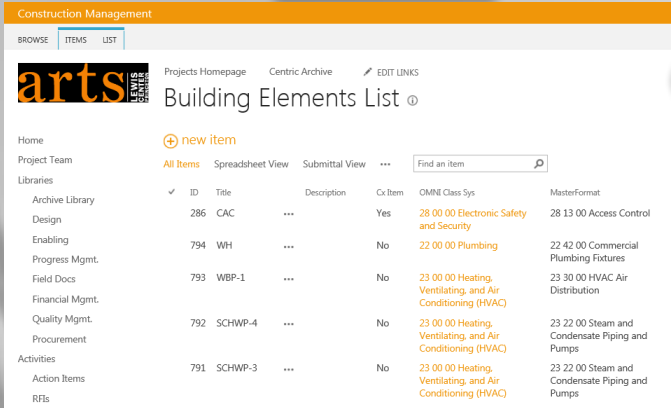 Construction Management
BROWSE ITEMS LIST
arts LEWIS CENTER PRINCETON
Projects Homepage Centric Archive EDIT LINKS
Building Elements List
new item
All Items Spreadsheet View Submittal View ••• Find an item
ID Title Description Cx Item OMNI Class Sys MasterFormat
286 CAC ••• Yes 28 00 00 Electronic Safety 28 13 00 Access Control
and Security
794 WH ••• No 22 00 00 Plumbing 22 42 00 Commercial
Plumbing Fixtures
793 WBP-1 ••• No 23 00 00 Heating, 23 30 00 HVAC Air
Ventilating, and Air Distribution
Conditioning (HVAC)
792 SCHWP-4 ••• No 23 00 00 Heating, 23 22 00 Steam and
Ventilating, and Air Condensate Piping and
Conditioning (HVAC) Pumps
791 SCHWP-3 ••• No 23 00 00 Heating, 23 22 00 Steam and
Ventilating, and Air Condensate Piping and
Conditioning (HVAC) Pumps
Home
Project Team
Libraries
Archive Library
Design
Enabling
Progress Mgmt.
Field Docs
Financial Mgmt.
Quality Mgmt.
Procurement
Activities
Action Items
RFIs